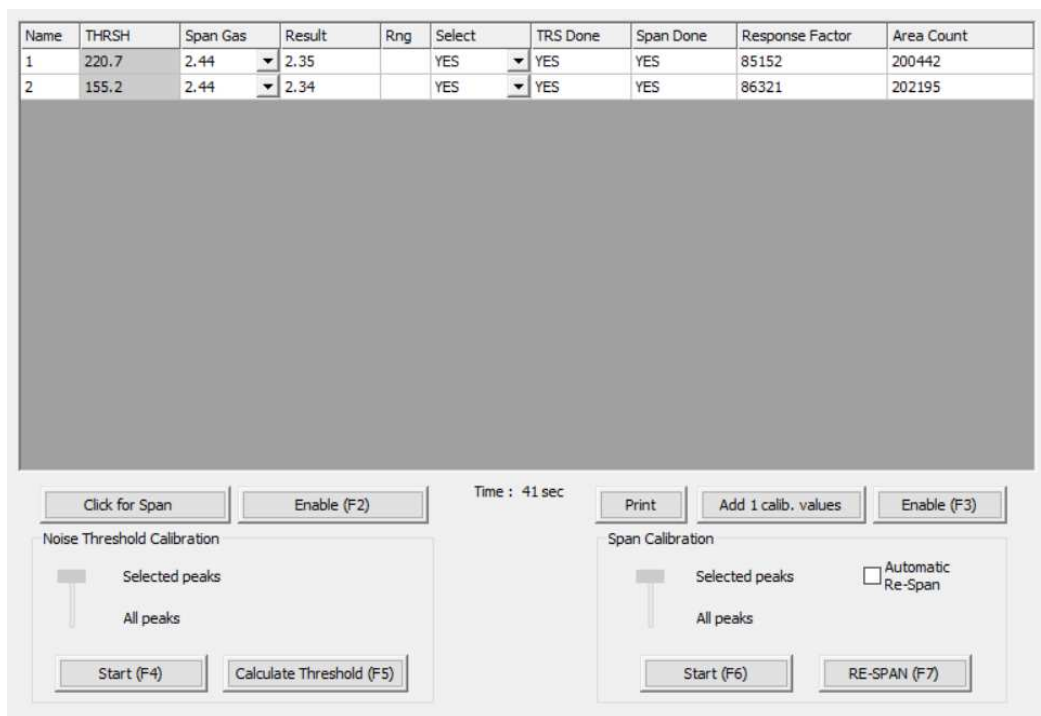 Name THRSH Span Gas Result Rng Select TRS Done Span Done Response Factor Area Count
1 220.7 2.44 2.35 YES YES YES 85152 200442
2 155.2 2.44 2.34 YES YES YES 86321 202195
Click for Span Enable (F2) Time : 41 sec Print Add 1 calib. values Enable (F3)
Noise Threshold Calibration
Selected peaks
All peaks
Start (F4) Calculate Threshold (F5)
Span Calibration
Selected peaks
Automatic
Re-Span
All peaks
Start (F6) RE-SPAN (F7)